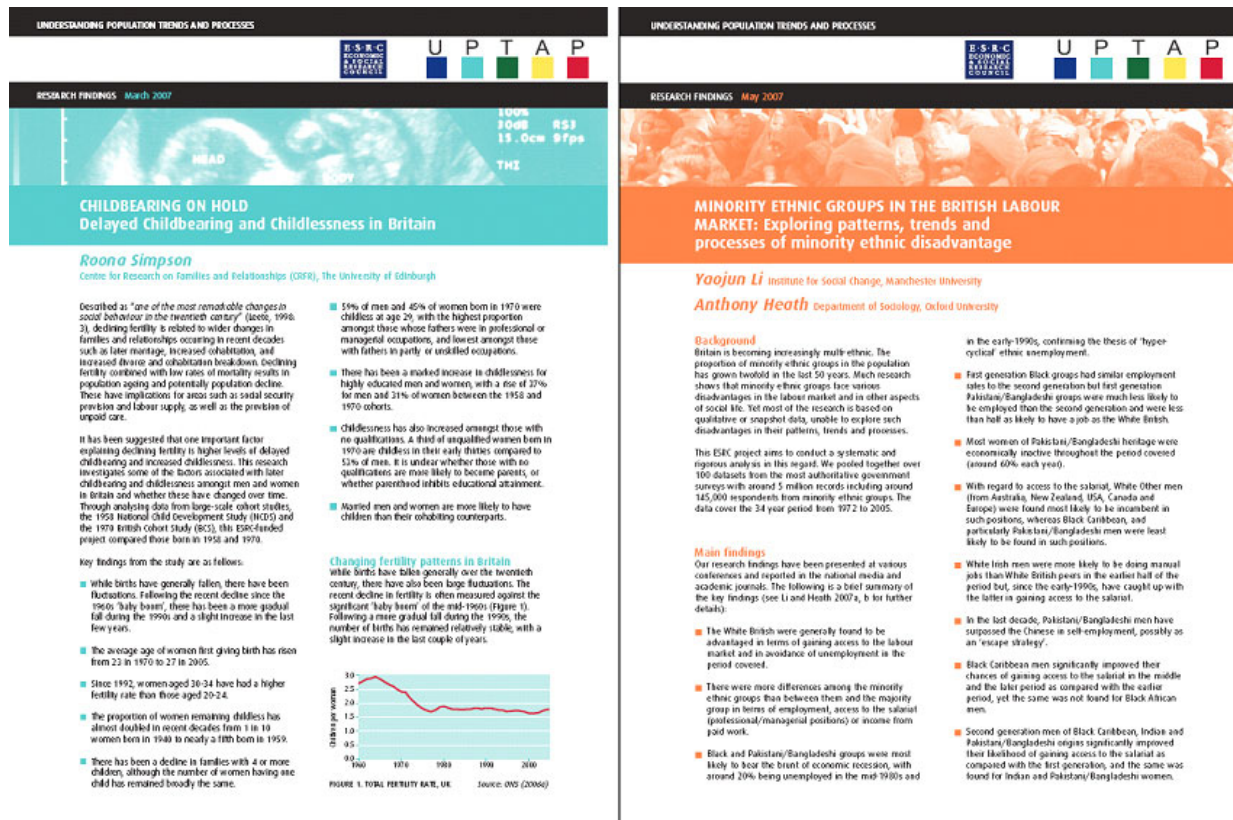 UNDERSTANDING POPULATION TRENDS AND PROCESSES
E·S·R·C
ECONOMIC
& SOCIAL
RESEARCH
COUNCIL
U P T A P
RESEARCH FINDINGS March 2007
100%
30dB RS3
15.0cm 9fps
THI
HEAD
BODY
CHILDBEARING ON HOLD
Delayed Childbearing and Childlessness in Britain
Roona Simpson
Centre for Research on Families and Relationships (CRFR), The University of Edinburgh
Described as "one of the most remarkable changes in
social behaviour in the twentieth century" (Leete, 1998:
3), declining fertility is related to wider changes in
families and relationships occurring in recent decades
such as later marriage, increased cohabitation, and
increased divorce and cohabitation breakdown. Declining
fertility combined with low rates of mortality results in
population ageing and potentially population decline.
These have implications for areas such as social security
provision and labour supply, as well as the provision of
unpaid care.
It has been suggested that one important factor
explaining declining fertility is higher levels of delayed
childbearing and increased childlessness. This research
investigates some of the factors associated with later
childbearing and childlessness amongst men and women
in Britain and whether these have changed over time.
Through analysing data from large-scale cohort studies,
the 1958 National Child Development Study (NCDS) and
the 1970 British Cohort Study (BCS), this ESRC-funded
project compared those born in 1958 and 1970.
Key findings from the study are as follows:
While births have generally fallen, there have been
fluctuations. Following the recent decline since the
1960s 'baby boom', there has been a more gradual
fall during the 1990s and a slight increase in the last
few years.
The average age of women first giving birth has risen
from 23 in 1970 to 27 in 2005.
Since 1992, women aged 30-34 have had a higher
fertility rate than those aged 20-24.
The proportion of women remaining childless has
almost doubled in recent decades from 1 in 10
women born in 1940 to nearly a fifth born in 1959.
There has been a decline in families with 4 or more
children, although the number of women having one
child has remained broadly the same.
59% of men and 45% of women born in 1970 were
childless at age 29, with the highest proportion
amongst those whose fathers were in professional or
managerial occupations, and lowest amongst those
with fathers in partly or unskilled occupations.
There has been a marked increase in childlessness for
highly educated men and women, with a rise of 27%
for men and 31% of women between the 1958 and
1970 cohorts.
Childlessness has also increased amongst those with
no qualifications. A third of unqualified women born in
1970 are childless in their early thirties compared to
52% of men. It is unclear whether those with no
qualifications are more likely to become parents, or
whether parenthood inhibits educational attainment.
Married men and women are more likely to have
children than their cohabiting counterparts.
Changing fertility patterns in Britain
While births have fallen generally over the twentieth
century, there have also been large fluctuations. The
recent decline in fertility is often measured against the
significant 'baby boom' of the mid-1960s (Figure 1).
Following a more gradual fall during the 1990s, the
number of births has remained relatively stable, with a
slight increase in the last couple of years.
Children per woman
3.0
2.5
2.0
1.5
1.0
0.5
0.0
1960 1970 1980 1990 2000
FIGURE 1. TOTAL FERTILITY RATE, UK Source: ONS (2006a)
UNDERSTANDING POPULATION TRENDS AND PROCESSES
E·S·R·C
ECONOMIC
& SOCIAL
RESEARCH
COUNCIL
U P T A P
RESEARCH FINDINGS May 2007
MINORITY ETHNIC GROUPS IN THE BRITISH LABOUR
MARKET: Exploring patterns, trends and
processes of minority ethnic disadvantage
Yaojun Li Institute for Social Change, Manchester University
Anthony Heath Department of Sociology, Oxford University
Background
Britain is becoming increasingly multi-ethnic. The
proportion of minority ethnic groups in the population
has grown twofold in the last 50 years. Much research
shows that minority ethnic groups face various
disadvantages in the labour market and in other aspects
of social life. Yet most of the research is based on
qualitative or snapshot data, unable to explore such
disadvantages in their patterns, trends and processes.
This ESRC project aims to conduct a systematic and
rigorous analysis in this regard. We pooled together over
100 datasets from the most authoritative government
surveys with around 5 million records including around
145,000 respondents from minority ethnic groups. The
data cover the 34 year period from 1972 to 2005.
Main findings
Our research findings have been presented at various
conferences and reported in the national media and
academic journals. The following is a brief summary of
the key findings (see Li and Heath 2007a, b for further
details):
The White British were generally found to be
advantaged in terms of gaining access to the labour
market and in avoidance of unemployment in the
period covered.
There were more differences among the minority
ethnic groups than between them and the majority
group in terms of employment, access to the salariat
(professional/managerial positions) or income from
paid work.
Black and Pakistani/Bangladeshi groups were most
likely to bear the brunt of economic recession, with
around 20% being unemployed in the mid-1980s and
in the early-1990s, confirming the thesis of 'hyper-
cyclical' ethnic unemployment.
First generation Black groups had similar employment
rates to the second generation but first generation
Pakistani/Bangladeshi groups were much less likely to
be employed than the second generation and were less
than half as likely to have a job as the White British.
Most women of Pakistani/Bangladeshi heritage were
economically inactive throughout the period covered
(around 60% each year).
With regard to access to the salariat, White Other men
(from Australia, New Zealand, USA, Canada and
Europe) were found most likely to be incumbent in
such positions, whereas Black Caribbean, and
particularly Pakistani/Bangladeshi men were least
likely to be found in such positions.
White Irish men were more likely to be doing manual
jobs than White British peers in the earlier half of the
period but, since the early-1990s, have caught up with
the latter in gaining access to the salariat.
In the last decade, Pakistani/Bangladeshi men have
surpassed the Chinese in self-employment, possibly as
an 'escape strategy'.
Black Caribbean men significantly improved their
chances of gaining access to the salariat in the middle
and the later period as compared with the earlier
period, yet the same was not found for Black African
men.
Second generation men of Black Caribbean, Indian and
Pakistani/Bangladeshi origins significantly improved
their likelihood of gaining access to the salariat as
compared with the first generation, and the same was
found for Indian and Pakistani/Bangladeshi women.